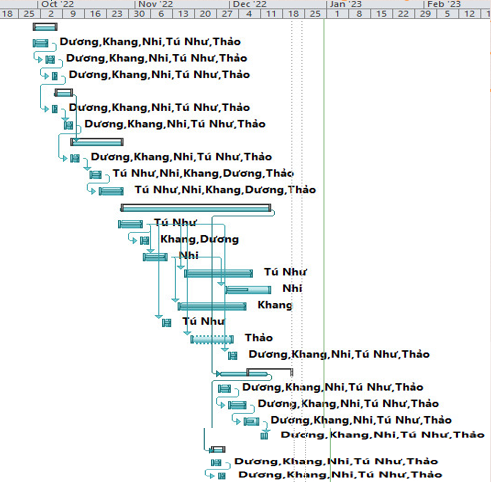 Oct '22 Nov '22 Dec '22 Jan '23 Feb '23
18 25 2 9 16 23 30 6 13 20 27 4 11 18 25 1 8 15 22 29 5 12 1
Dương,Khang,Nhi,Tú Như,Thảo
Dương,Khang,Nhi,Tú Như,Thảo
Dương,Khang,Nhi,Tú Như,Thảo
Dương,Khang,Nhi,Tú Như,Thảo
Dương,Khang,Nhi,Tú Như,Thảo
Dương,Khang,Nhi,Tú Như,Thảo
Tú Như,Nhi,Khang,Dương,Thảo
Tú Như,Nhi,Khang,Dương,Thảo
Tú Như
Khang,Dương
Nhi
Tú Như
Nhi
Khang
Tú Như
Thảo
Dương,Khang,Nhi,Tú Như,Thảo
Dương,Khang,Nhi,Tú Như,Thảo
Dương,Khang,Nhi,Tú Như,Thảo
Dương,Khang,Nhi,Tú Như,Thảo
Dương,Khang,Nhi,Tú Như,Thảo
Dương,Khang,Nhi,Tú Như,Thảo
Dương,Khang,Nhi,Tú Như,Thảo